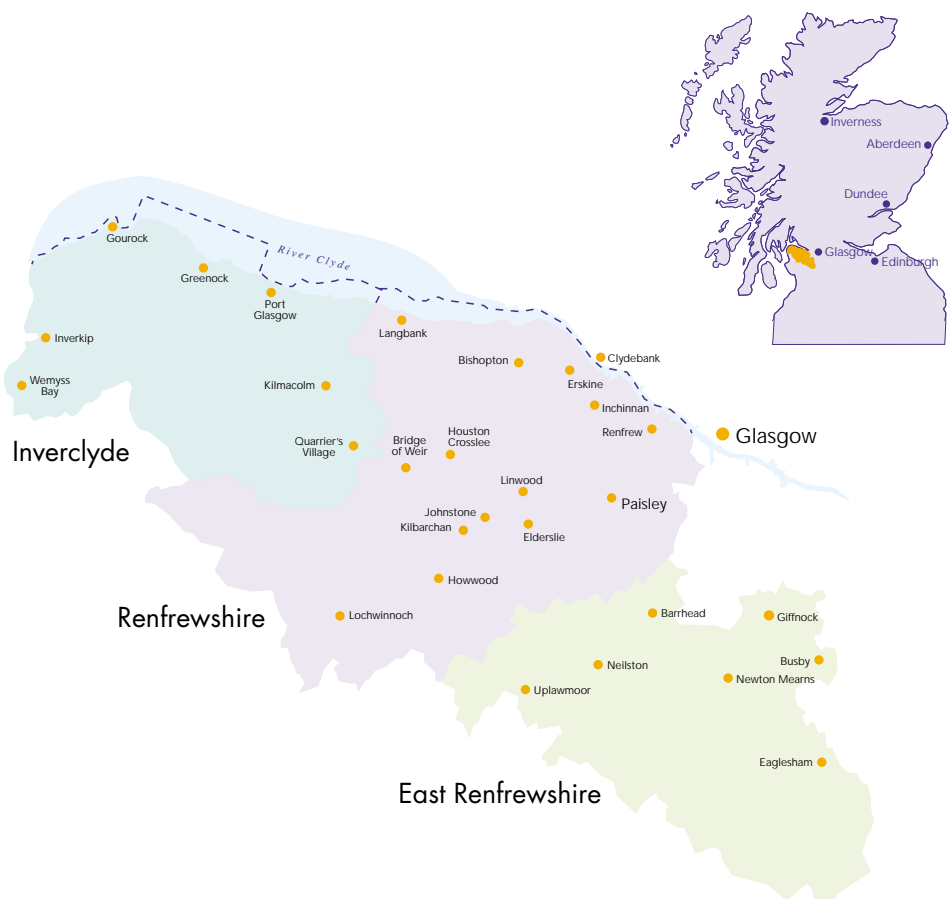 Inverness
Aberdeen
Dundee
Glasgow
Edinburgh
Gourock
River Clyde
Greenock
Port
Glasgow
Langbank
Inverkip
Bishopton
Clydebank
Erskine
Wemyss
Bay
Kilmacolm
Inchinnan
Renfrew
Glasgow
Inverclyde
Quarrier's
Village
Bridge
of Weir
Houston
Crosslee
Linwood
Paisley
Johnstone
Kilbarchan
Elderslie
Howwood
Renfrewshire
Lochwinnoch
Barrhead
Giffnock
Neilston
Busby
Newton Mearns
Uplawmoor
Eaglesham
East Renfrewshire